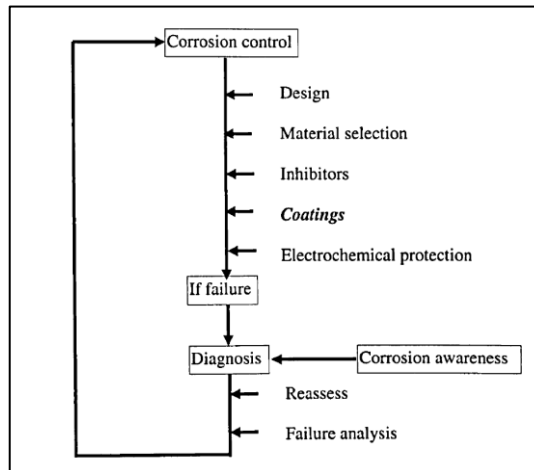 Corrosion control
Design
Material selection
Inhibitors
Coatings
Electrochemical protection
If failure
Diagnosis
Corrosion awareness
Reassess
Failure analysis